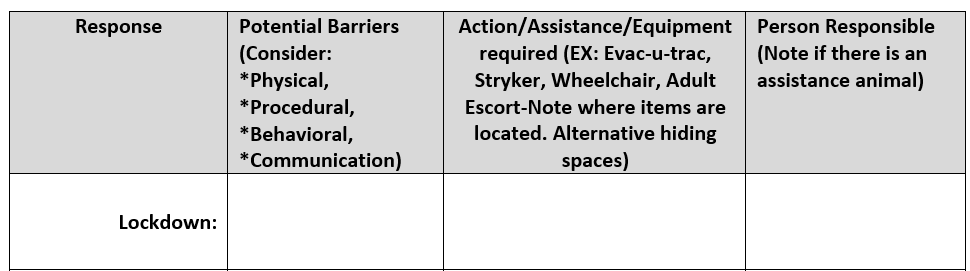 Response
Potential Barriers
(Consider:
*Physical,
*Procedural,
*Behavioral,
*Communication)
Action/Assistance/Equipment
required (EX: Evac-u-trac,
Stryker, Wheelchair, Adult
Escort-Note where items are
located. Alternative hiding
spaces)
Person Responsible
(Note if there is an
assistance animal)
Lockdown: